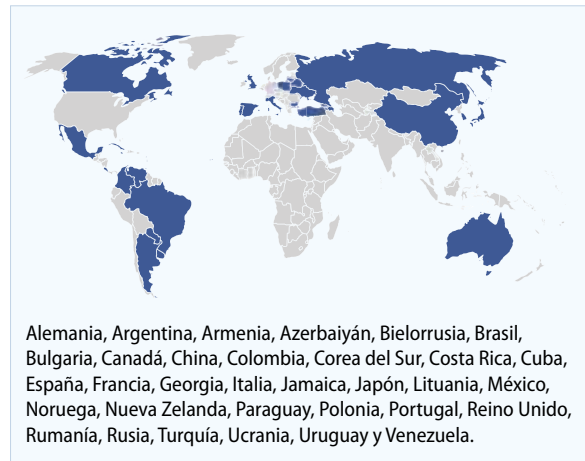 Alemania, Argentina, Armenia, Azerbaiyán, Bielorrusia, Brasil,
Bulgaria, Canadá, China, Colombia, Corea del Sur, Costa Rica, Cuba,
España, Francia, Georgia, Italia, Jamaica, Japón, Lituania, México,
Noruega, Nueva Zelanda, Paraguay, Polonia, Portugal, Reino Unido,
Rumanía, Rusia, Turquía, Ucrania, Uruguay y Venezuela.